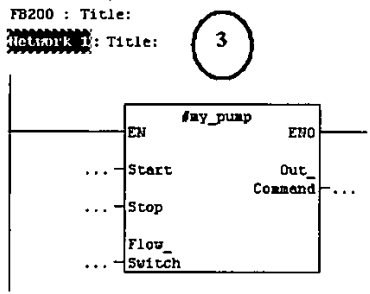 FB200 : Title:
Network 1: Title:
3
#my_pump
EN ENO
... Start Out_
Command ...
... Stop
Flow_
... Switch